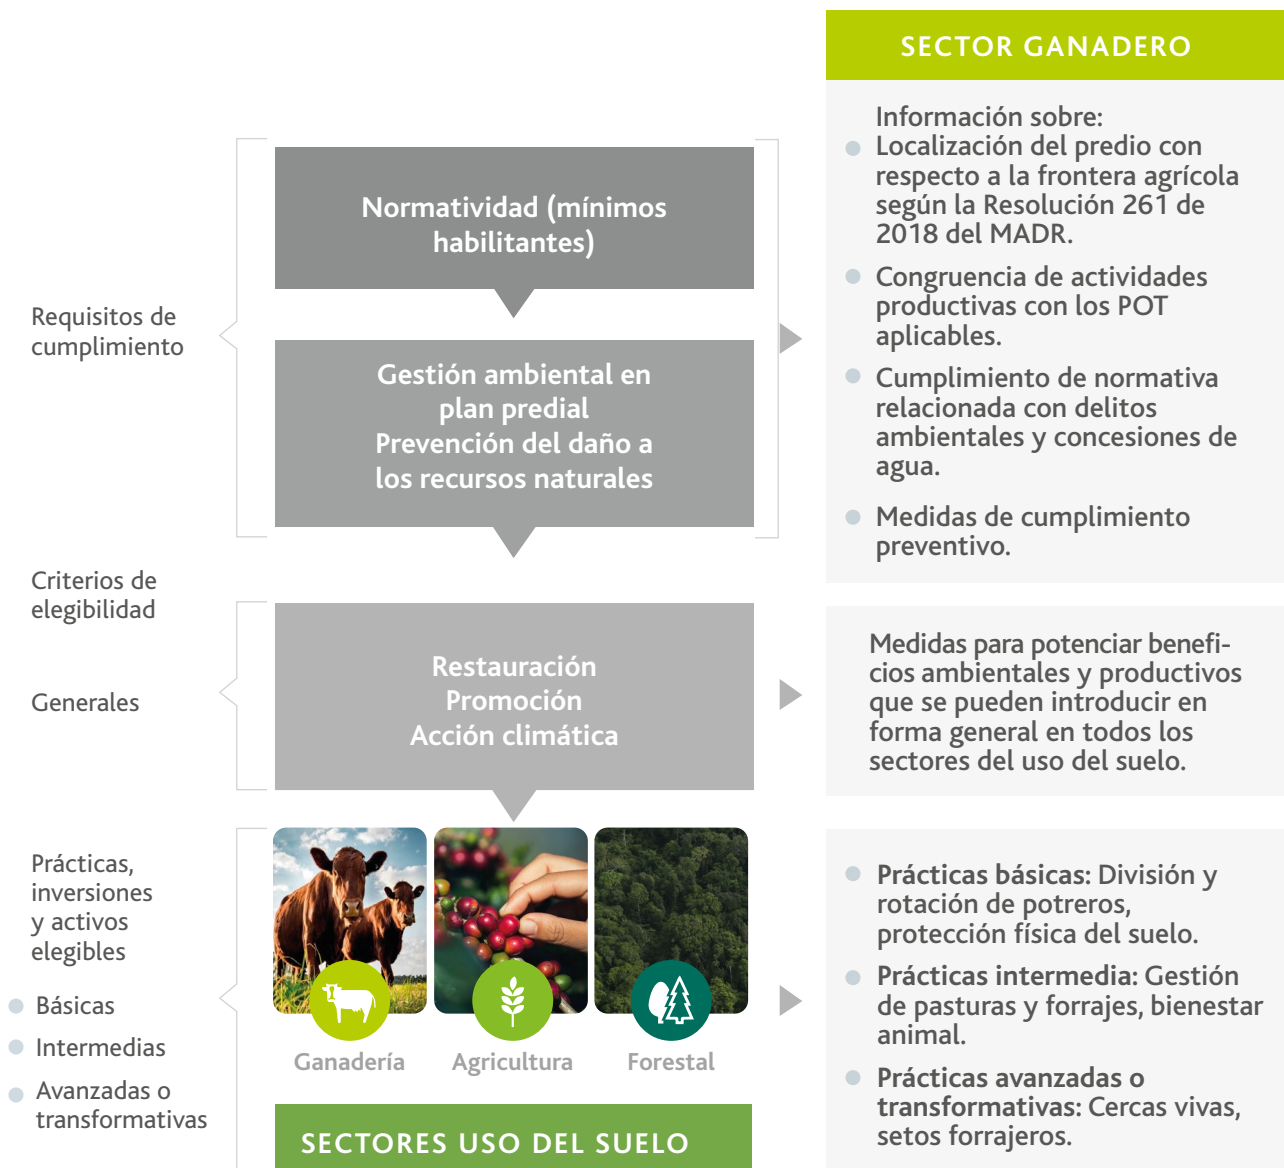 SECTOR GANADERO
Requisitos de
cumplimiento
Normatividad (mínimos
habilitantes)
Gestión ambiental en
plan predial
Prevención del daño a
los recursos naturales
Información sobre:
Localización del predio con
respecto a la frontera agrícola
según la Resolución 261 de
2018 del MADR.
Congruencia de actividades
productivas con los POT
aplicables.
Cumplimiento de normativa
relacionada con delitos
ambientales y concesiones de
agua.
Medidas de cumplimiento
preventivo.
Criterios de
elegibilidad
Generales
Restauración
Promoción
Acción climática
Medidas para potenciar benefi-
cios ambientales y productivos
que se pueden introducir en
forma general en todos los
sectores del uso del suelo.
Prácticas,
inversiones
y activos
elegibles
Básicas
Intermedias
Avanzadas o
transformativas
Ganadería
Agricultura
Forestal
SECTORES USO DEL SUELO
Prácticas básicas: División y
rotación de potreros,
protección física del suelo.
Prácticas intermedia: Gestión
de pasturas y forrajes, bienestar
animal.
Prácticas avanzadas o
transformativas: Cercas vivas,
setos forrajeros.